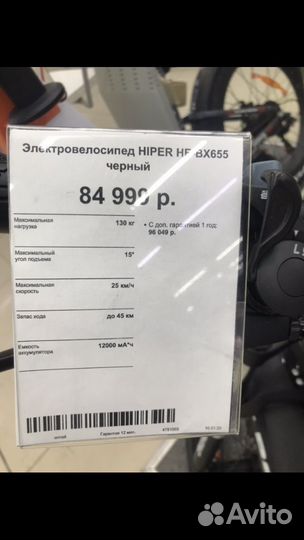 Электровелосипед HIPER HE-BX655
черный
84 999 р.
Максимальная нагрузка 130 кг
• С доп. гарантией 1 год:
96 049 р.
Максимальный угол подъема 15°
Максимальная скорость 25 км/ч
Запас хода до 45 км
Емкость аккумулятора 12000 мА*ч
китай Гарантия 12 мес.
L
Avito